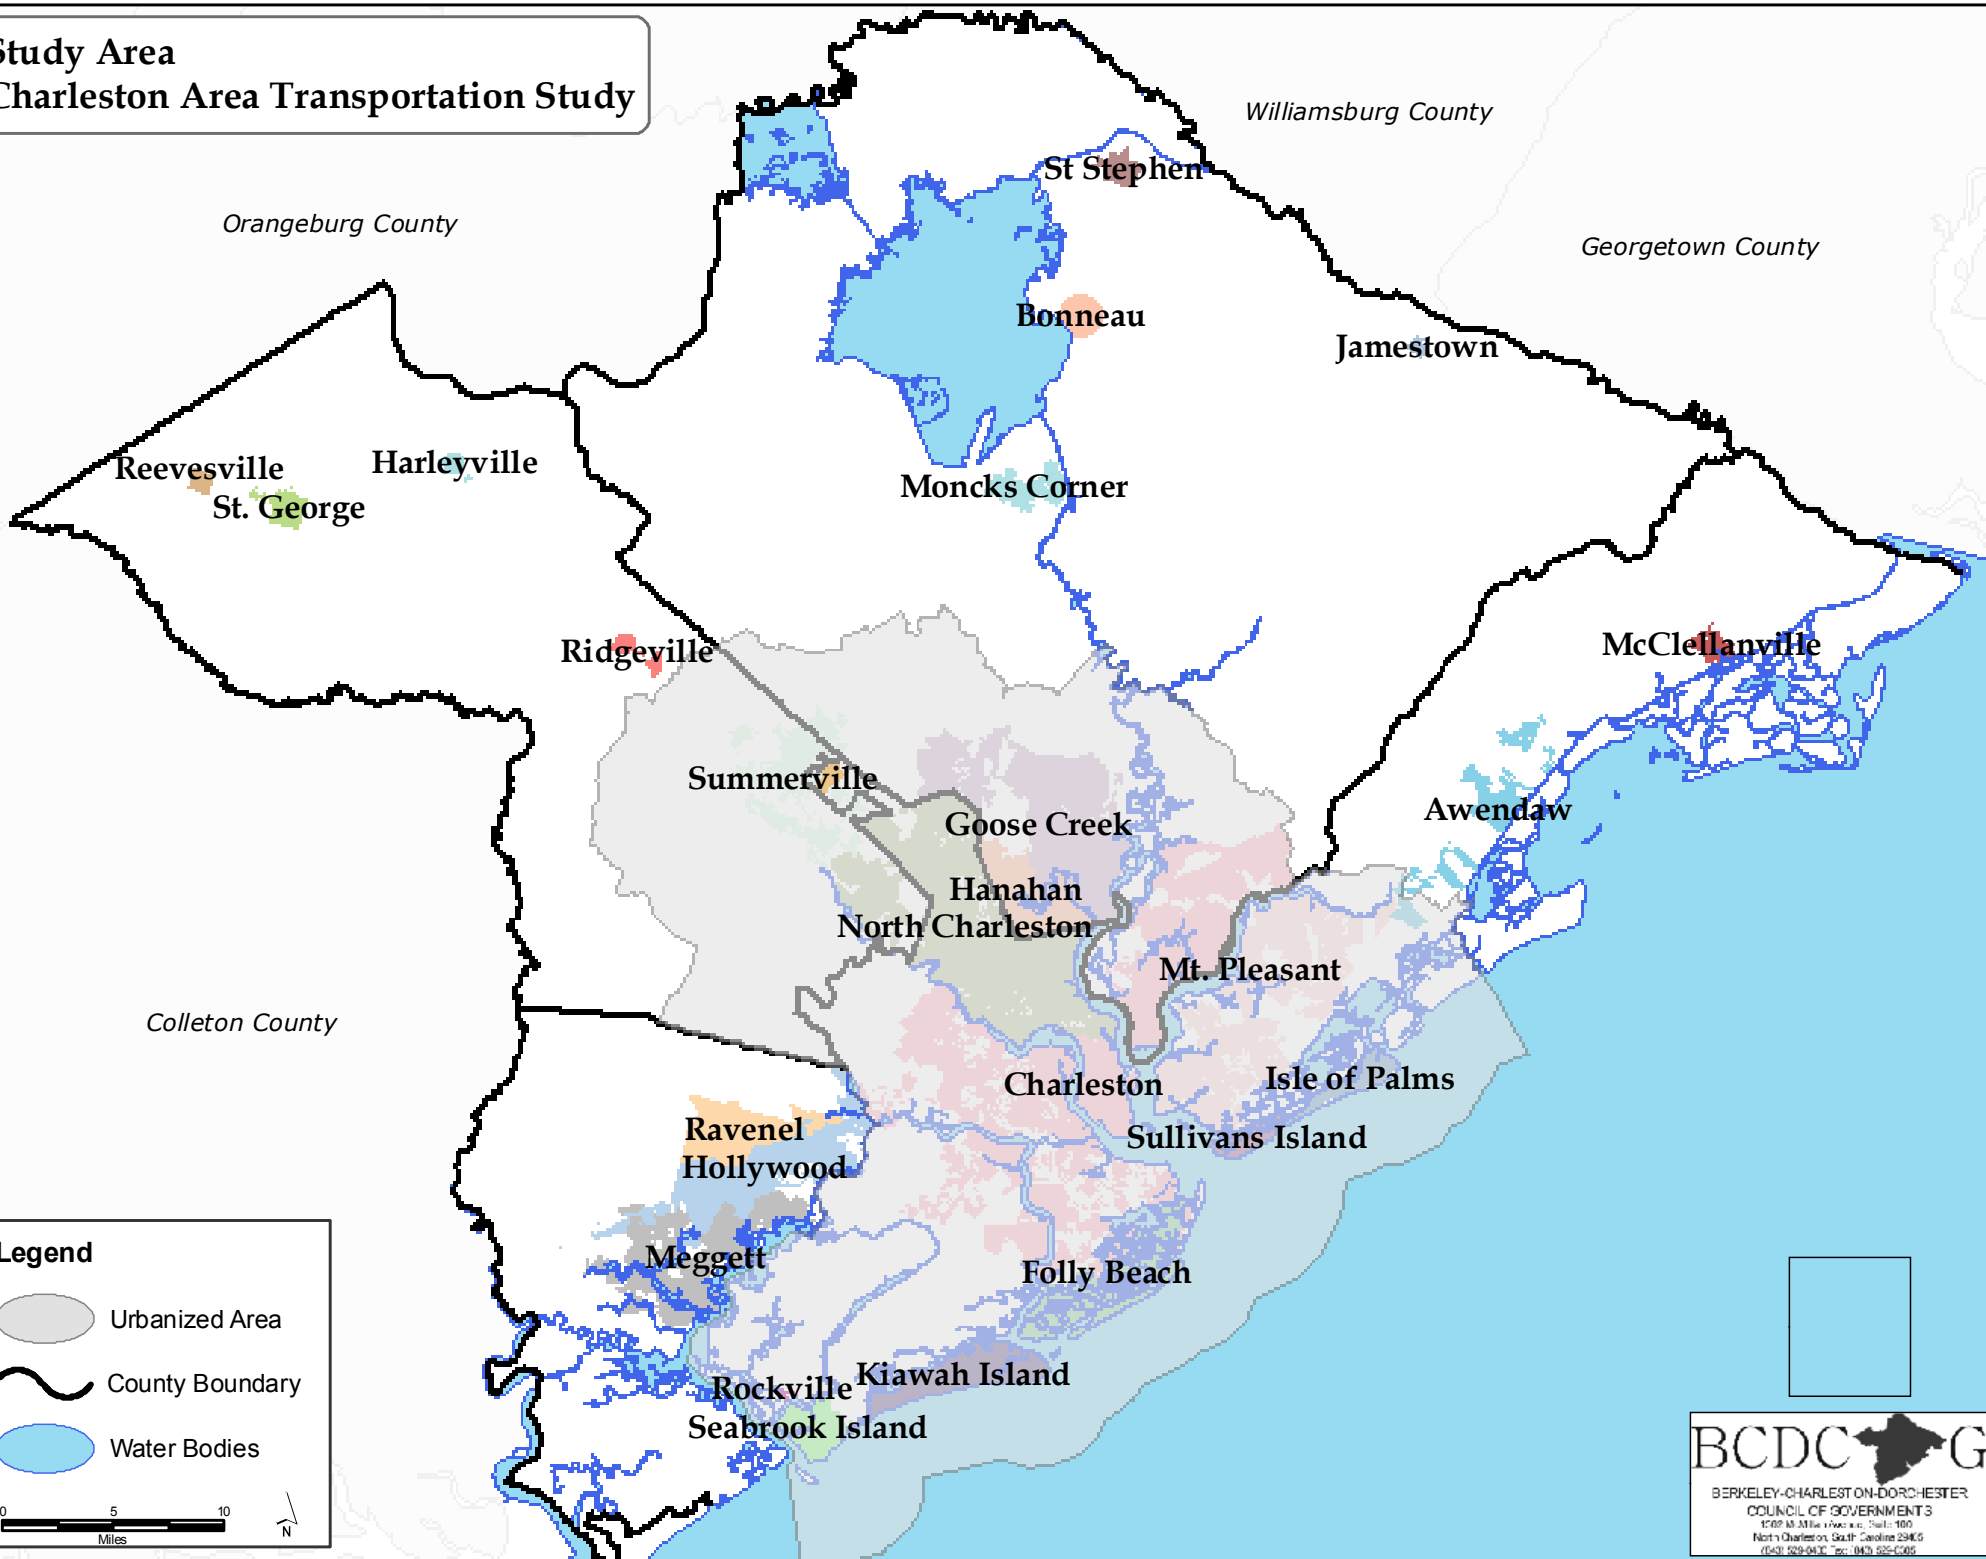 Study Area
Charleston Area Transportation Study
Williamsburg County
St Stephen
Orangeburg County
Georgetown County
Bonneau
Jamestown
Reevesville
Harleyville
St. George
Moncks Corner
Ridgeville
McClellanville
Summerville
Awendaw
Goose Creek
Hanahan
North Charleston
Mt. Pleasant
Colleton County
Charleston
Isle of Palms
Ravenel
Sullivans Island
Hollywood
Meggett
Folly Beach
Kiawah Island
Rockville
Seabrook Island
Legend
Urbanized Area
County Boundary
Water Bodies
0 5 10
Miles
N
BCDC G
BERKELEY-CHARLESTON-DORCHESTER
COUNCIL OF GOVERNMENTS
North Charleston, South Carolina 29405